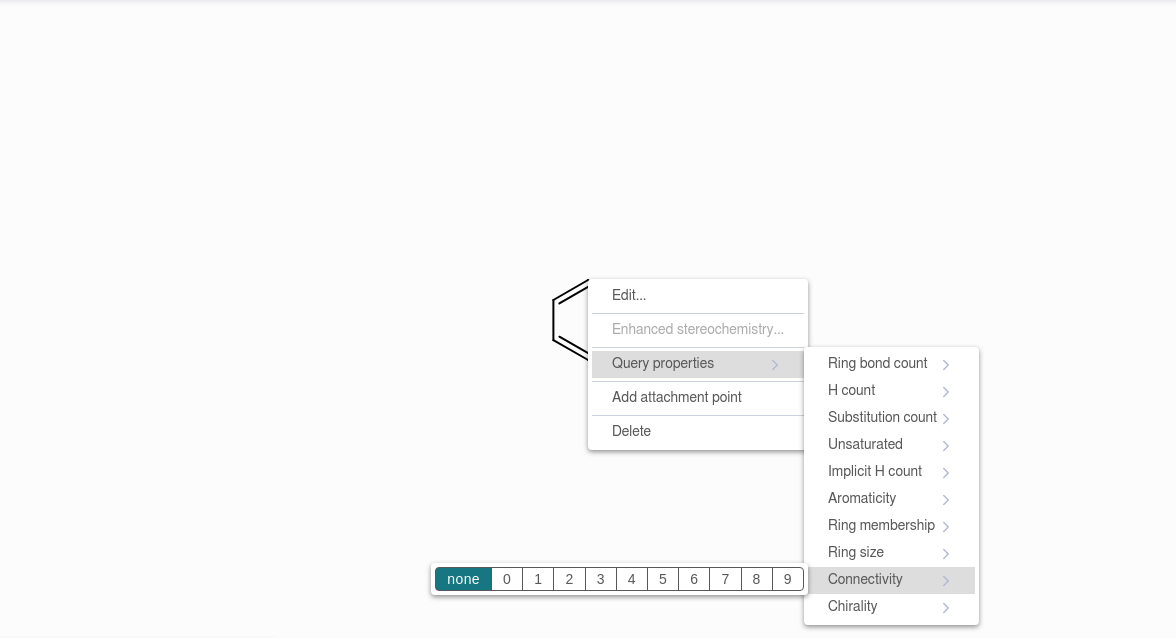 Edit...
Enhanced stereochemistry...
Query properties
Add attachment point
Delete
Ring bond count
H count
Substitution count
Unsaturated
Implicit H count
Aromaticity
Ring membership
Ring size
Connectivity
Chirality
none 0 1 2 3 4 5 6 7 8 9